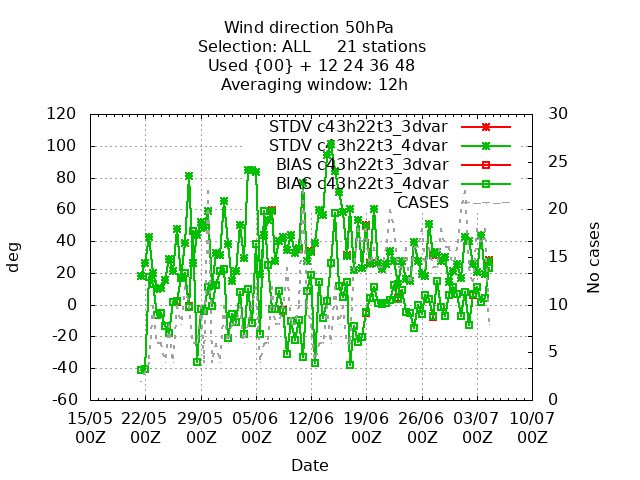 Wind direction 50hPa
Selection: ALL 21 stations
Used {00} + 12 24 36 48
Averaging window: 12h
120 30
STDV c43h22t3_3dvar
100 25
STDV c43h22t3_4dvar
BIAS c43h22t3_3dvar
80 20
BIAS c43h22t3_4dvar
CASES
60 15
40 10
20 5
0 0
-20
-40
-60
deg
No cases
15/05 22/05 29/05 05/06 12/06 19/06 26/06 03/07 10/07
00Z 00Z 00Z 00Z 00Z 00Z 00Z 00Z 00Z
Date